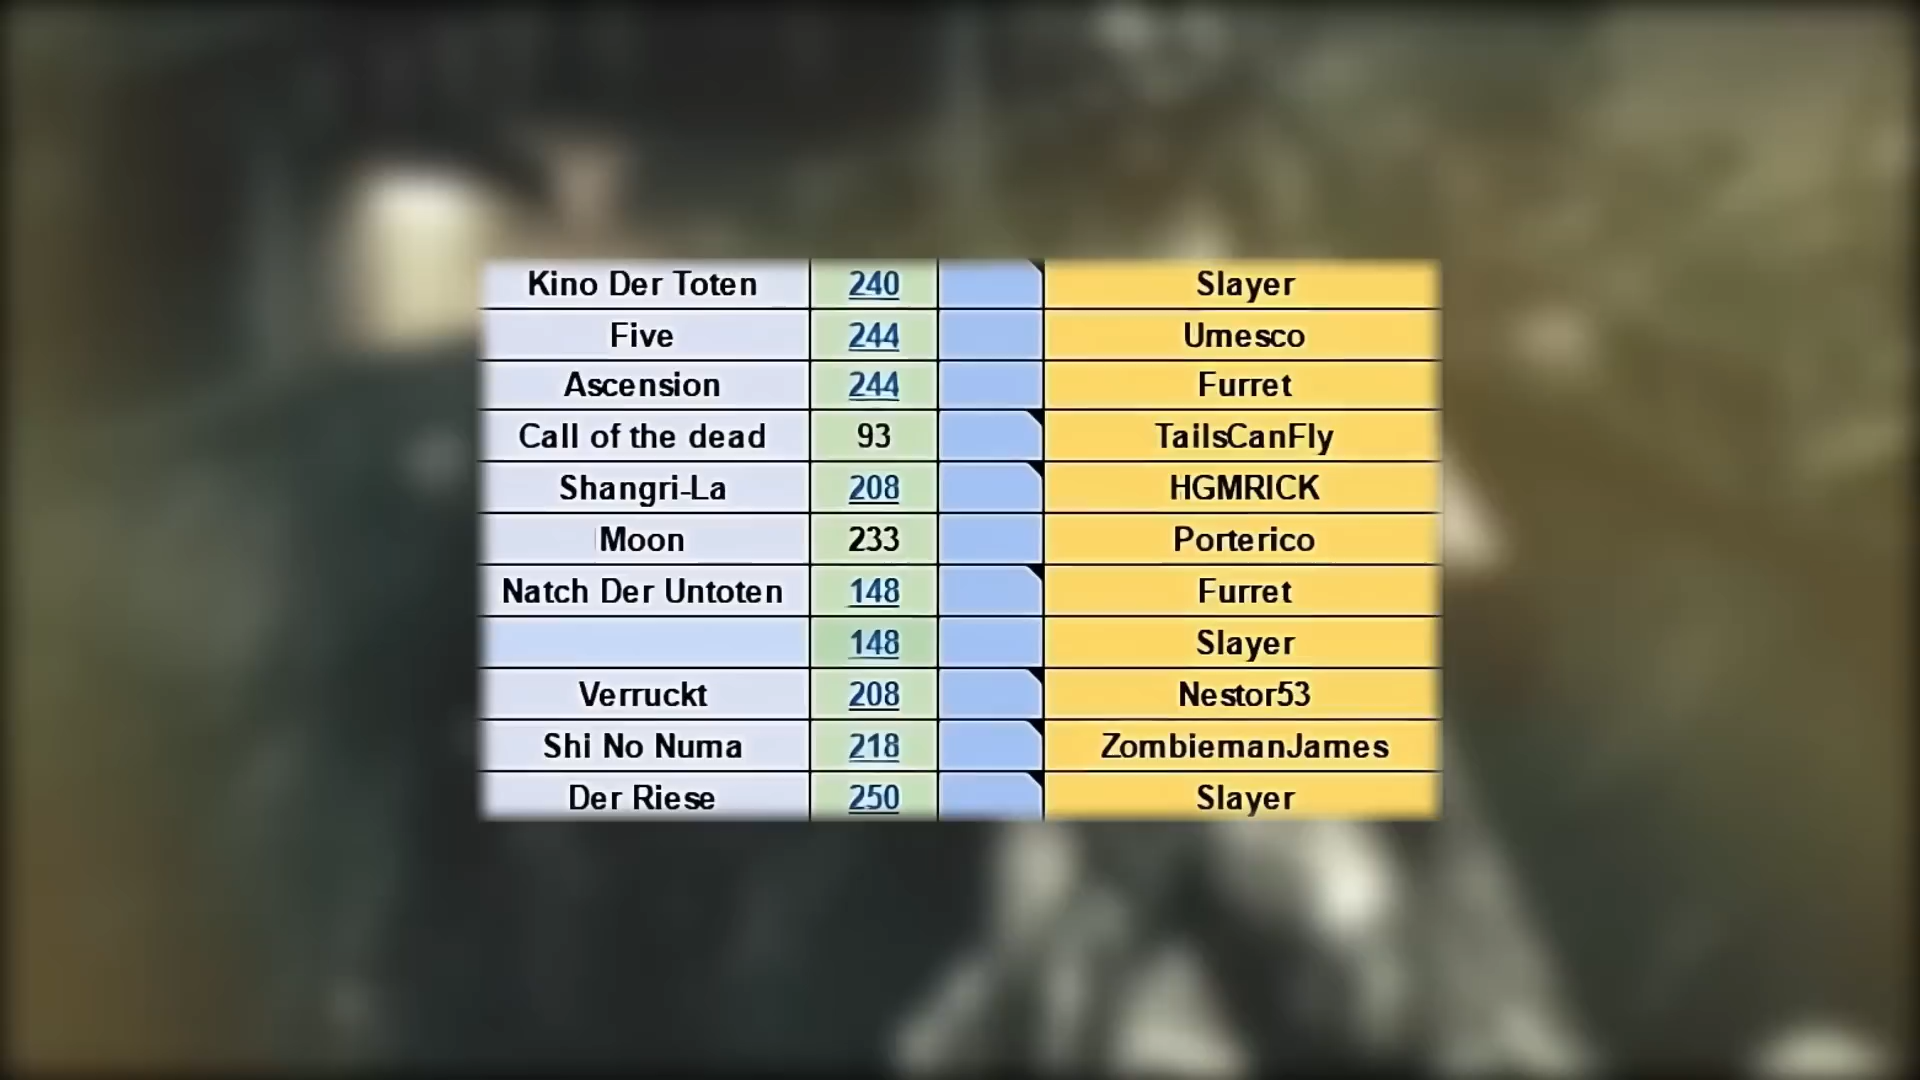 Kino Der Toten 240 Slayer
Five 244 Umesco
Ascension 244 Furret
Call of the dead 93 TailsCanFly
Shangri-La 208 HGMRICK
Moon 233 Porterico
Natch Der Untoten 148 Furret
148 Slayer
Verruckt 208 Nestor53
Shi No Numa 218 ZombiemanJames
Der Riese 250 Slayer